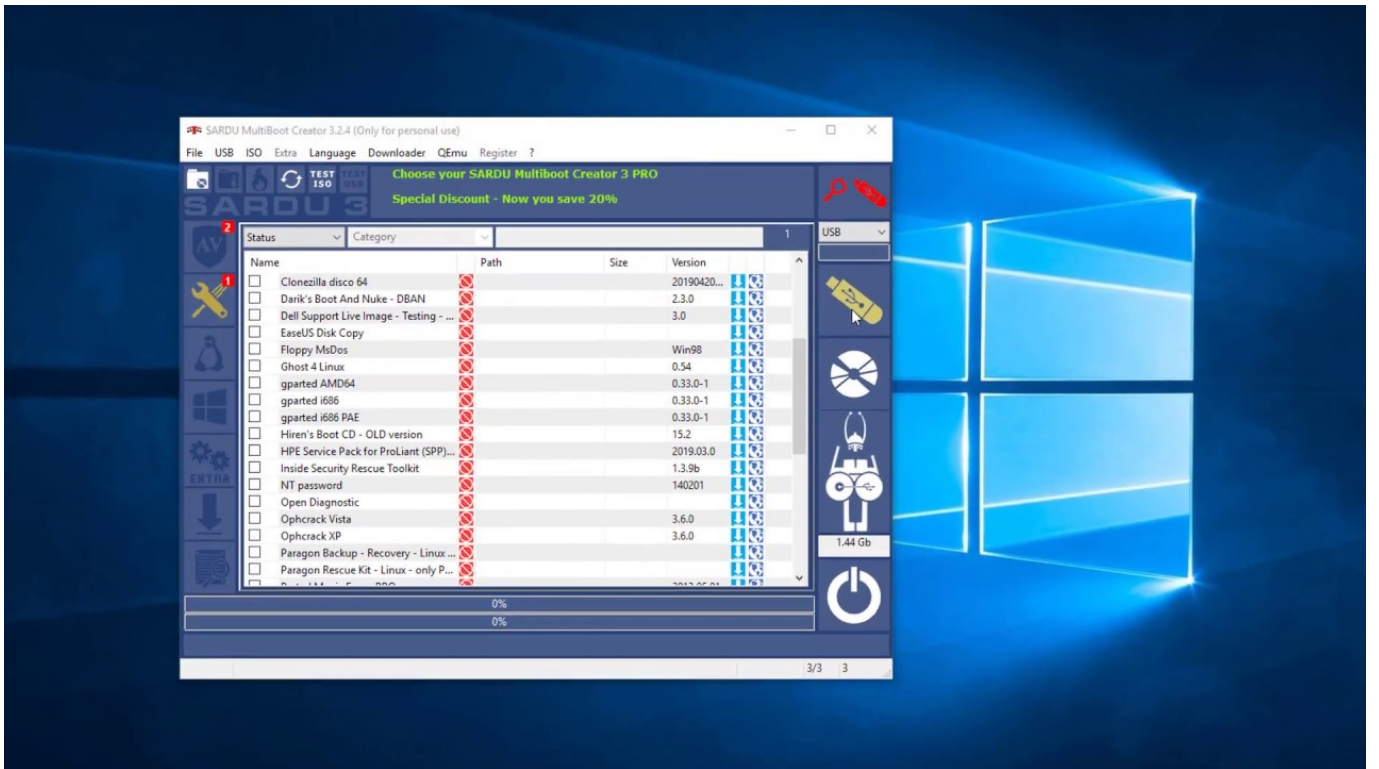 SARDU MultiBoot Creator 3.2.4 (Only for personal use)
File USB ISO Extra Language Downloader QEmu Register ?
TEST ISO TEST USB
Choose your SARDU Multiboot Creator 3 PRO
Special Discount - Now you save 20%
SARDU 3
AV 2
Status Category 1 USB
Name Path Size Version
1
Clonezilla disco 64 20190420...
Darik's Boot And Nuke - DBAN 2.3.0
Dell Support Live Image - Testing - ... 3.0
EaseUS Disk Copy
Floppy MsDos Win98
Ghost 4 Linux 0.54
gparted AMD64 0.33.0-1
gparted i686 0.33.0-1
gparted i686 PAE 0.33.0-1
Hiren's Boot CD - OLD version 15.2
HPE Service Pack for ProLiant (SPP)... 2019.03.0
Inside Security Rescue Toolkit 1.3.9b
EXTRA
NT password 140201
Open Diagnostic
Ophcrack Vista 3.6.0
Ophcrack XP 3.6.0
Paragon Backup - Recovery - Linux ...
1.44 Gb
Paragon Rescue Kit - Linux - only P...
0%
0%
3/3 3